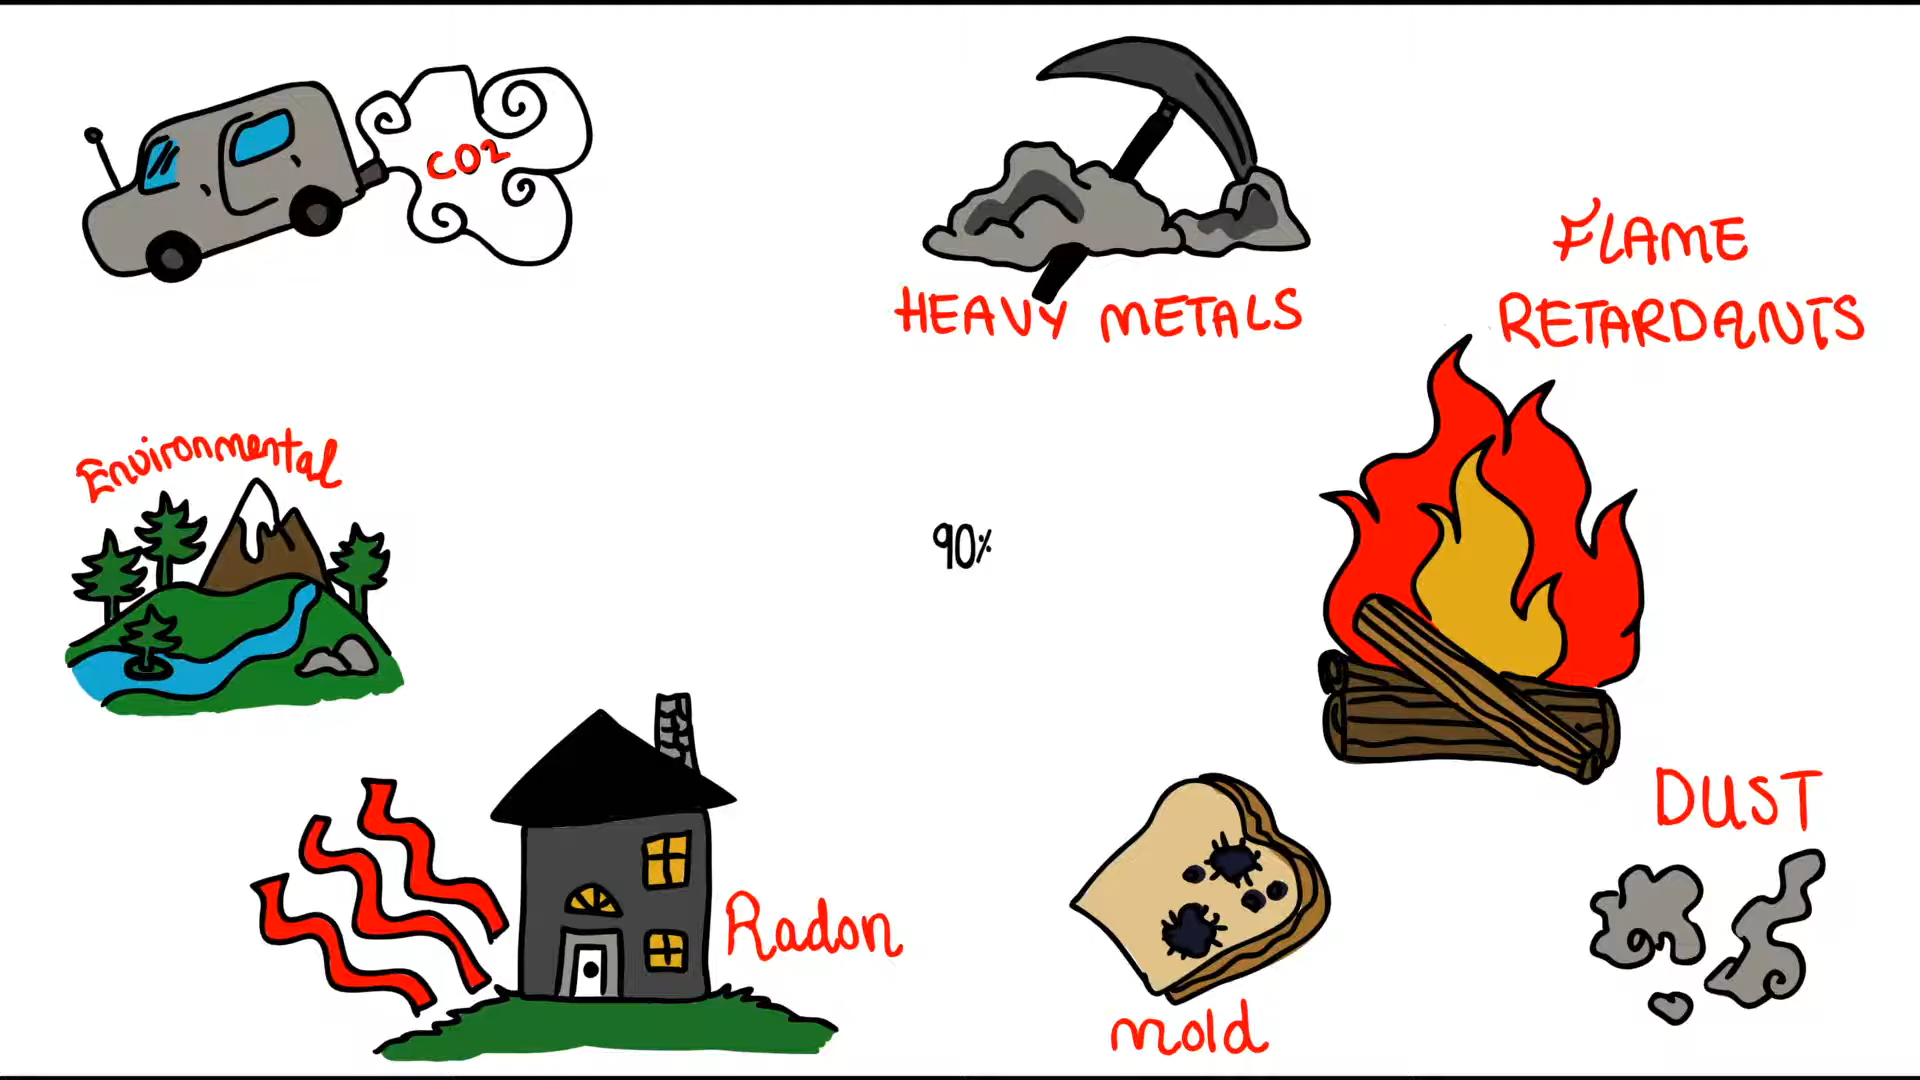 CO2
HEAVY METALS
FLAME
RETARDANTS
Environmental
90%
DUST
Radon
mold